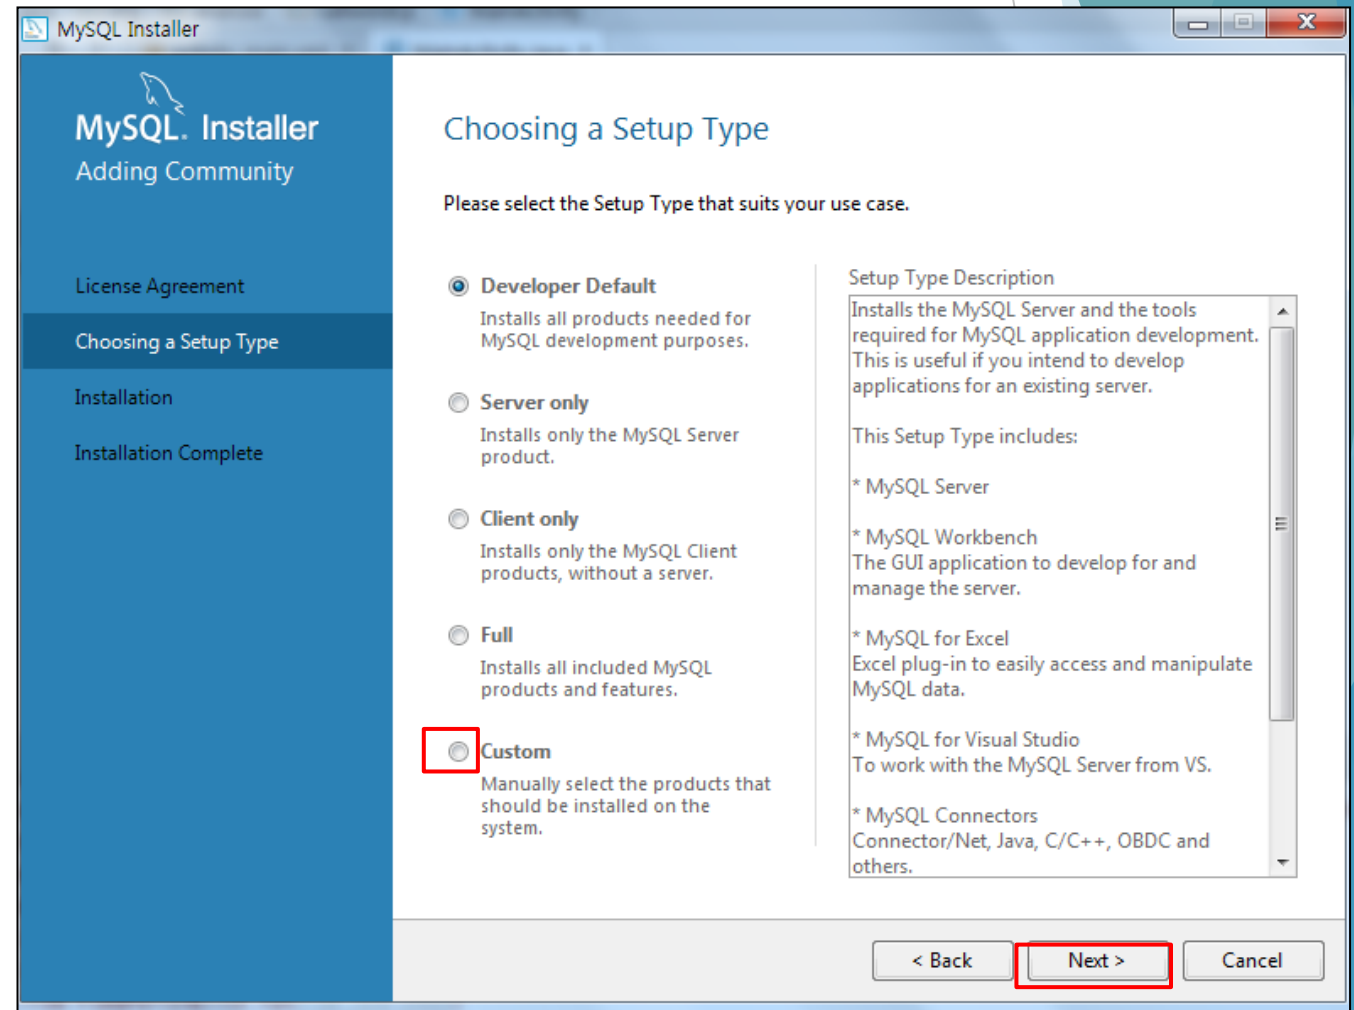 MySQL Installer
MySQL. Installer
Adding Community
License Agreement
Choosing a Setup Type
Installation
Installation Complete
Choosing a Setup Type
Please select the Setup Type that suits your use case.
Developer Default
Installs all products needed for
MySQL development purposes.
Server only
Installs only the MySQL Server
product.
Client only
Installs only the MySQL Client
products, without a server.
Full
Installs all included MySQL
products and features.
Custom
Manually select the products that
should be installed on the
system.
Setup Type Description
Installs the MySQL Server and the tools
required for MySQL application development.
This is useful if you intend to develop
applications for an existing server.
This Setup Type includes:
* MySQL Server
* MySQL Workbench
The GUI application to develop for and
manage the server.
* MySQL for Excel
Excel plug-in to easily access and manipulate
MySQL data.
* MySQL for Visual Studio
To work with the MySQL Server from VS.
* MySQL Connectors
Connector/Net, Java, C/C++, OBDC and
others.
< Back
Next >
Cancel